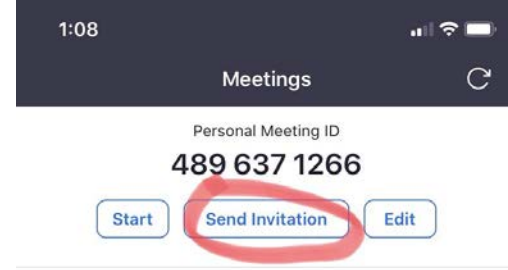 1:08
Meetings
Personal Meeting ID
489 637 1266
Start Send Invitation Edit